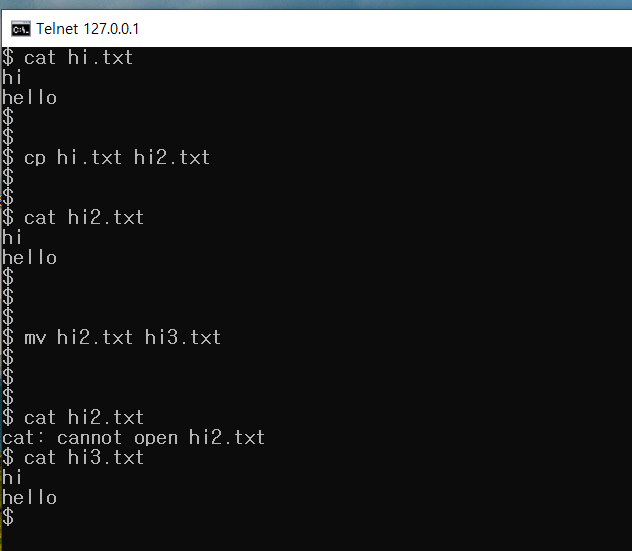 Telnet 127.0.0.1
$ cat hi.txt
hi
hello
$
$
$ cp hi.txt hi2.txt
$
$
$ cat hi2.txt
hi
hello
$
$
$
$ mv hi2.txt hi3.txt
$
$
$
$ cat hi2.txt
cat: cannot open hi2.txt
$ cat hi3.txt
hi
hello
$